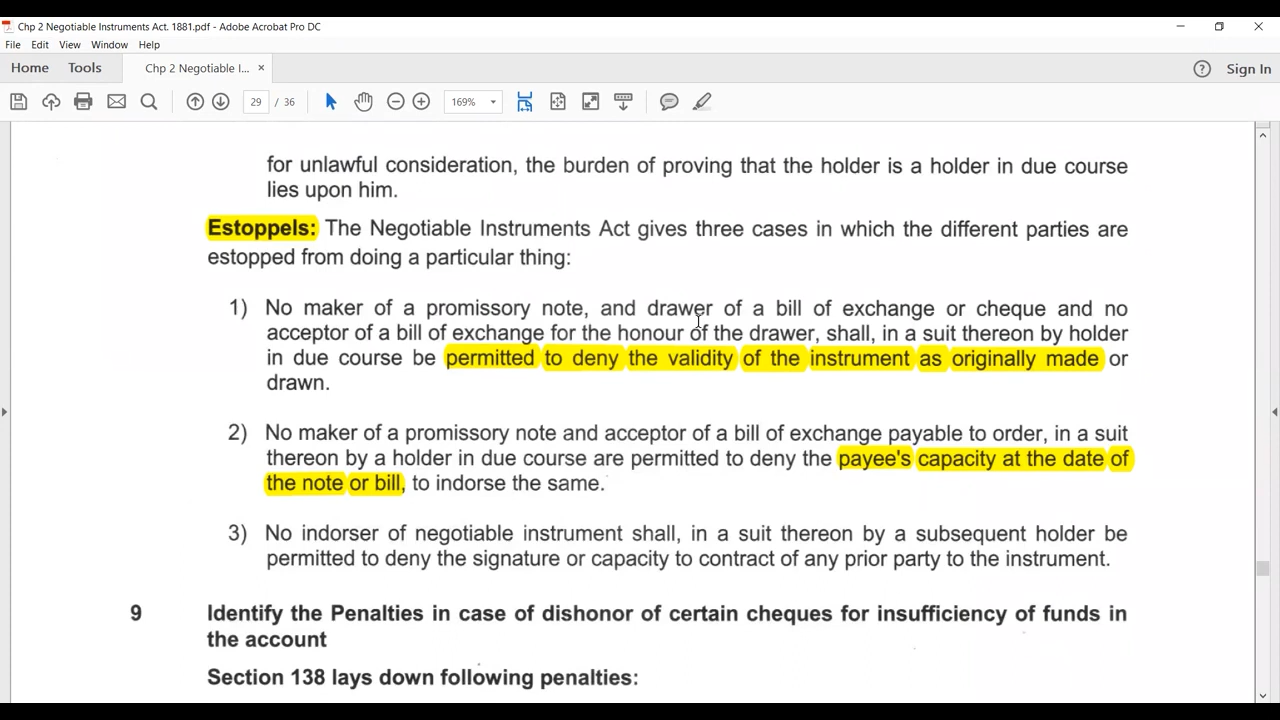 Chp 2 Negotiable Instruments Act. 1881.pdf - Adobe Acrobat Pro DC
File Edit View Window Help
Home Tools Chp 2 Negotiable I... × ? Sign In
29 / 36 169%
for unlawful consideration, the burden of proving that the holder is a holder in due course
lies upon him.
Estoppels: The Negotiable Instruments Act gives three cases in which the different parties are
estopped from doing a particular thing:
1) No maker of a promissory note, and drawer of a bill of exchange or cheque and no
acceptor of a bill of exchange for the honour of the drawer, shall, in a suit thereon by holder
in due course be permitted to deny the validity of the instrument as originally made or
drawn.
2) No maker of a promissory note and acceptor of a bill of exchange payable to order, in a suit
thereon by a holder in due course are permitted to deny the payee's capacity at the date of
the note or bill, to indorse the same.
3) No indorser of negotiable instrument shall, in a suit thereon by a subsequent holder be
permitted to deny the signature or capacity to contract of any prior party to the instrument.
9 Identify the Penalties in case of dishonor of certain cheques for insufficiency of funds in
the account
Section 138 lays down following penalties: